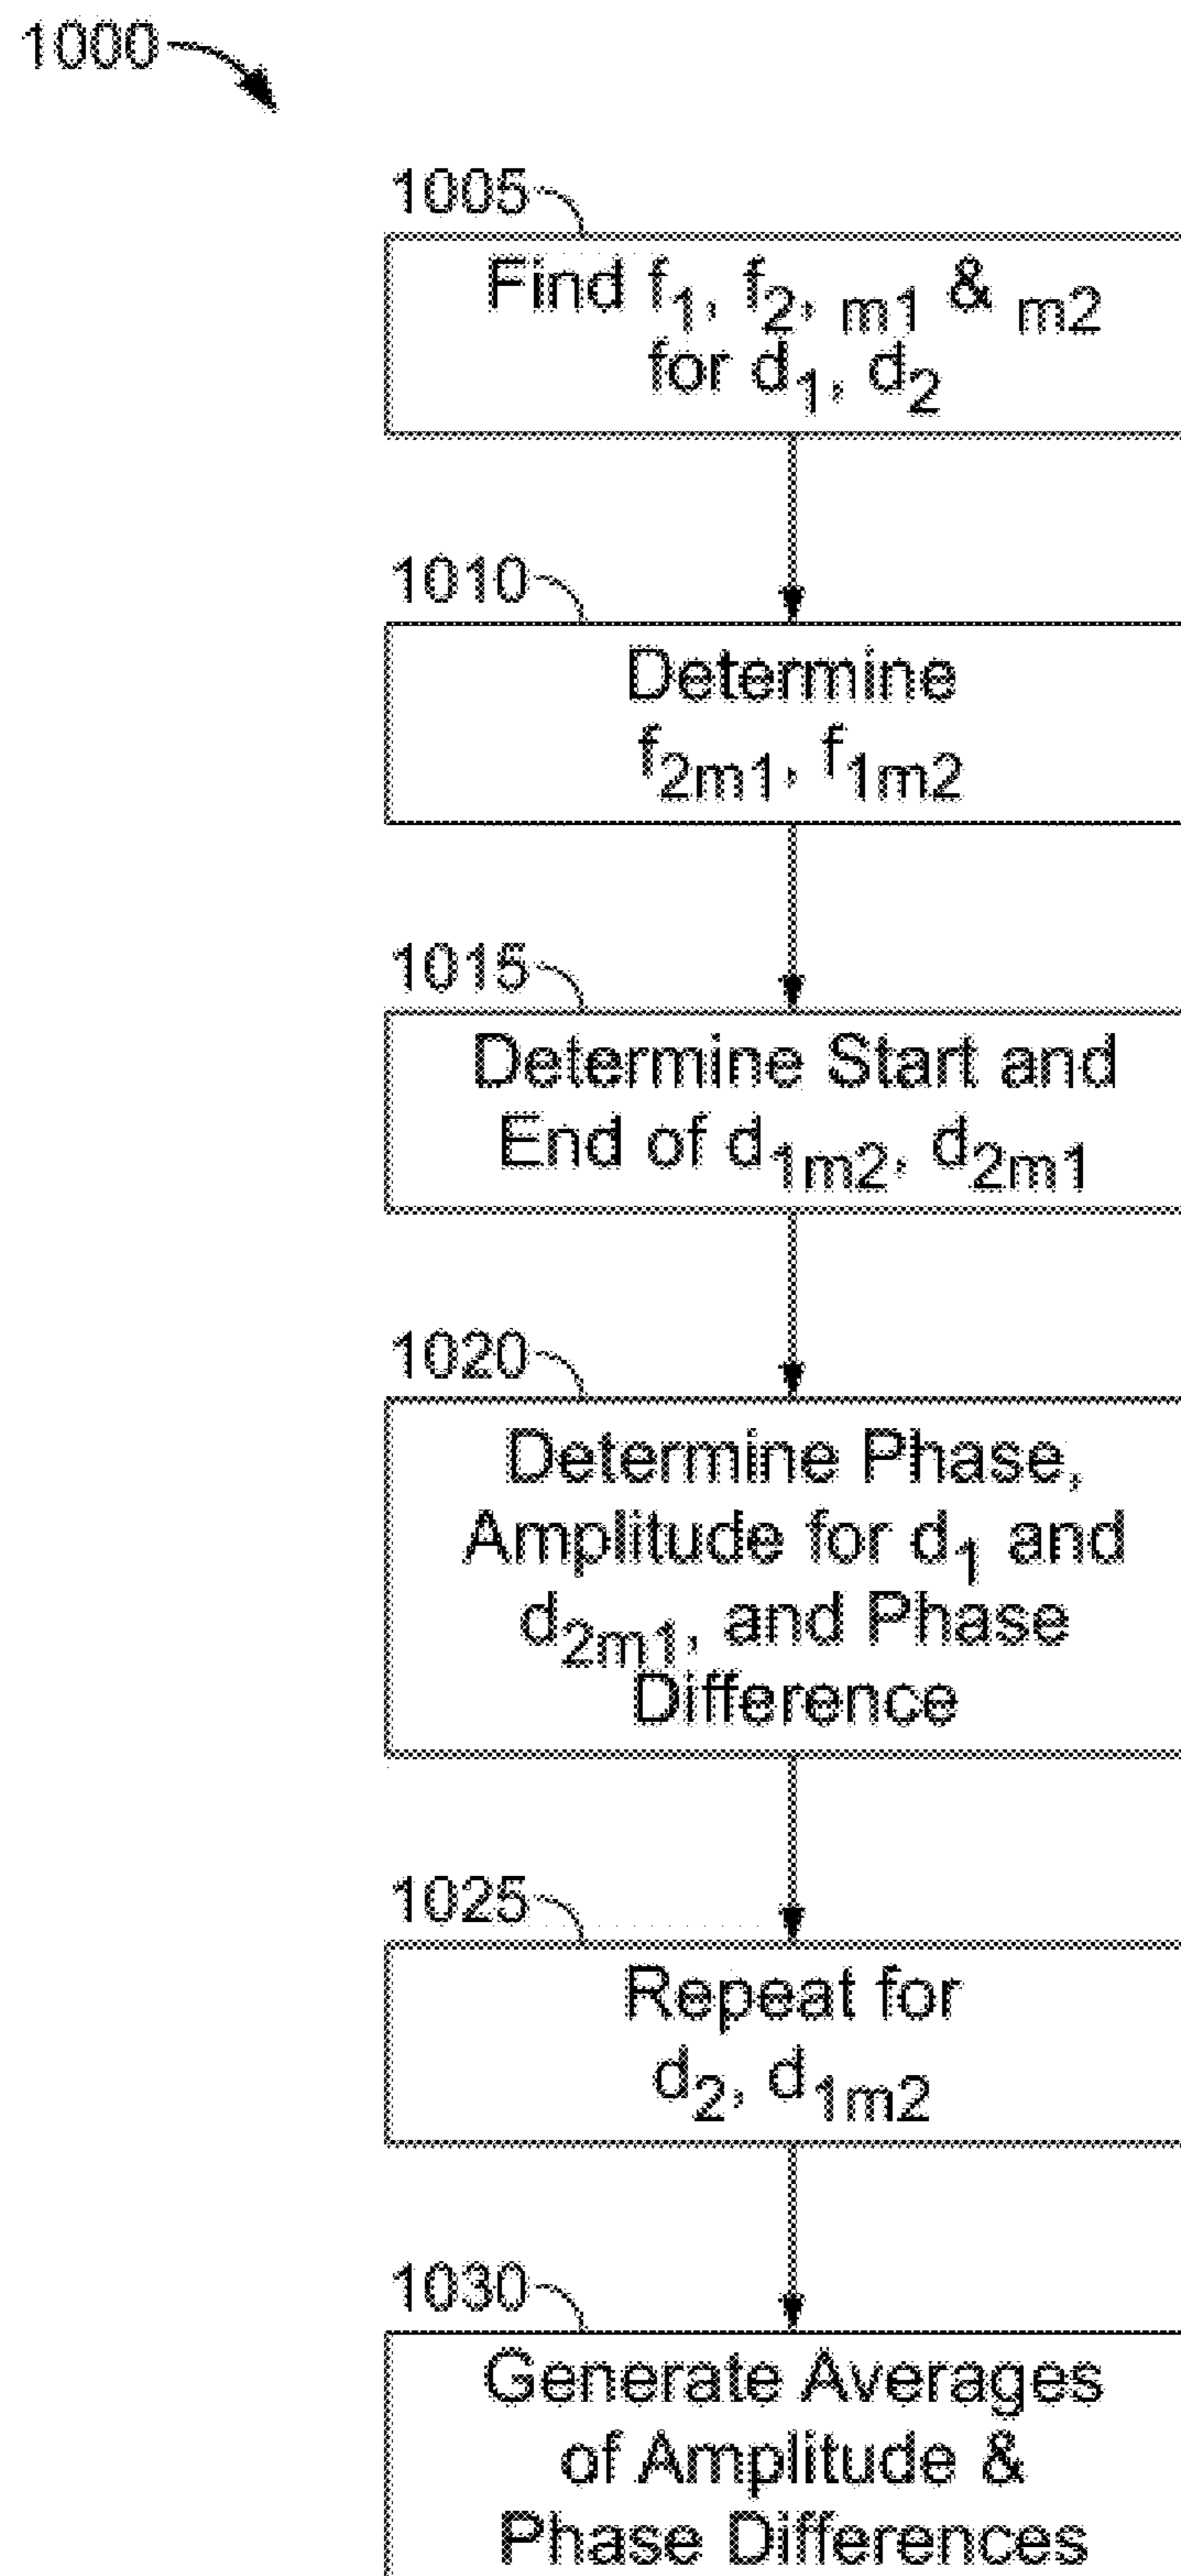 1000
1005
Find f₁, f₂, ₘ₁ & ₘ₂
for d₁, d₂
1010
Determine
f₂ₘ₁, f₁ₘ₂
1015
Determine Start and
End of d₁ₘ₂, d₂ₘ₁
1020
Determine Phase,
Amplitude for d₁ and
d₂ₘ₁, and Phase
Difference
1025
Repeat for
d₂, d₁ₘ₂
1030
Generate Averages
of Amplitude &
Phase Differences